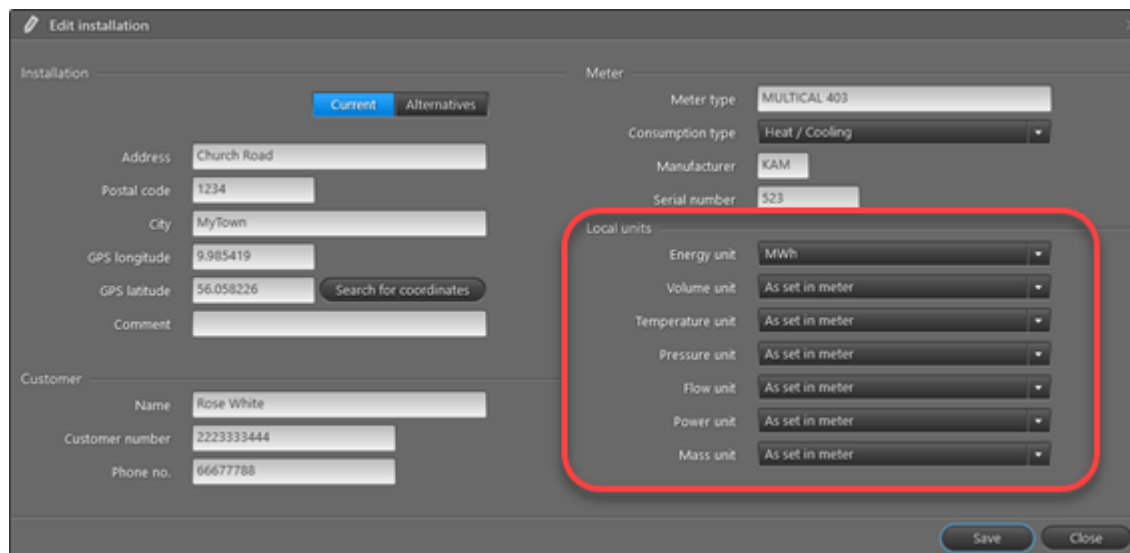 Edit installation
Installation
Current Alternatives
Address Church Road
Postal code 1234
City MyTown
GPS longitude 9.985419
GPS latitude 56.058226 Search for coordinates
Comment
Customer
Name Rose White
Customer number 2223333444
Phone no. 66677788
Meter
Meter type MULTICAL 403
Consumption type Heat / Cooling
Manufacturer KAM
Serial number 523
Local units
Energy unit MWh
Volume unit As set in meter
Temperature unit As set in meter
Pressure unit As set in meter
Flow unit As set in meter
Power unit As set in meter
Mass unit As set in meter
Save Close